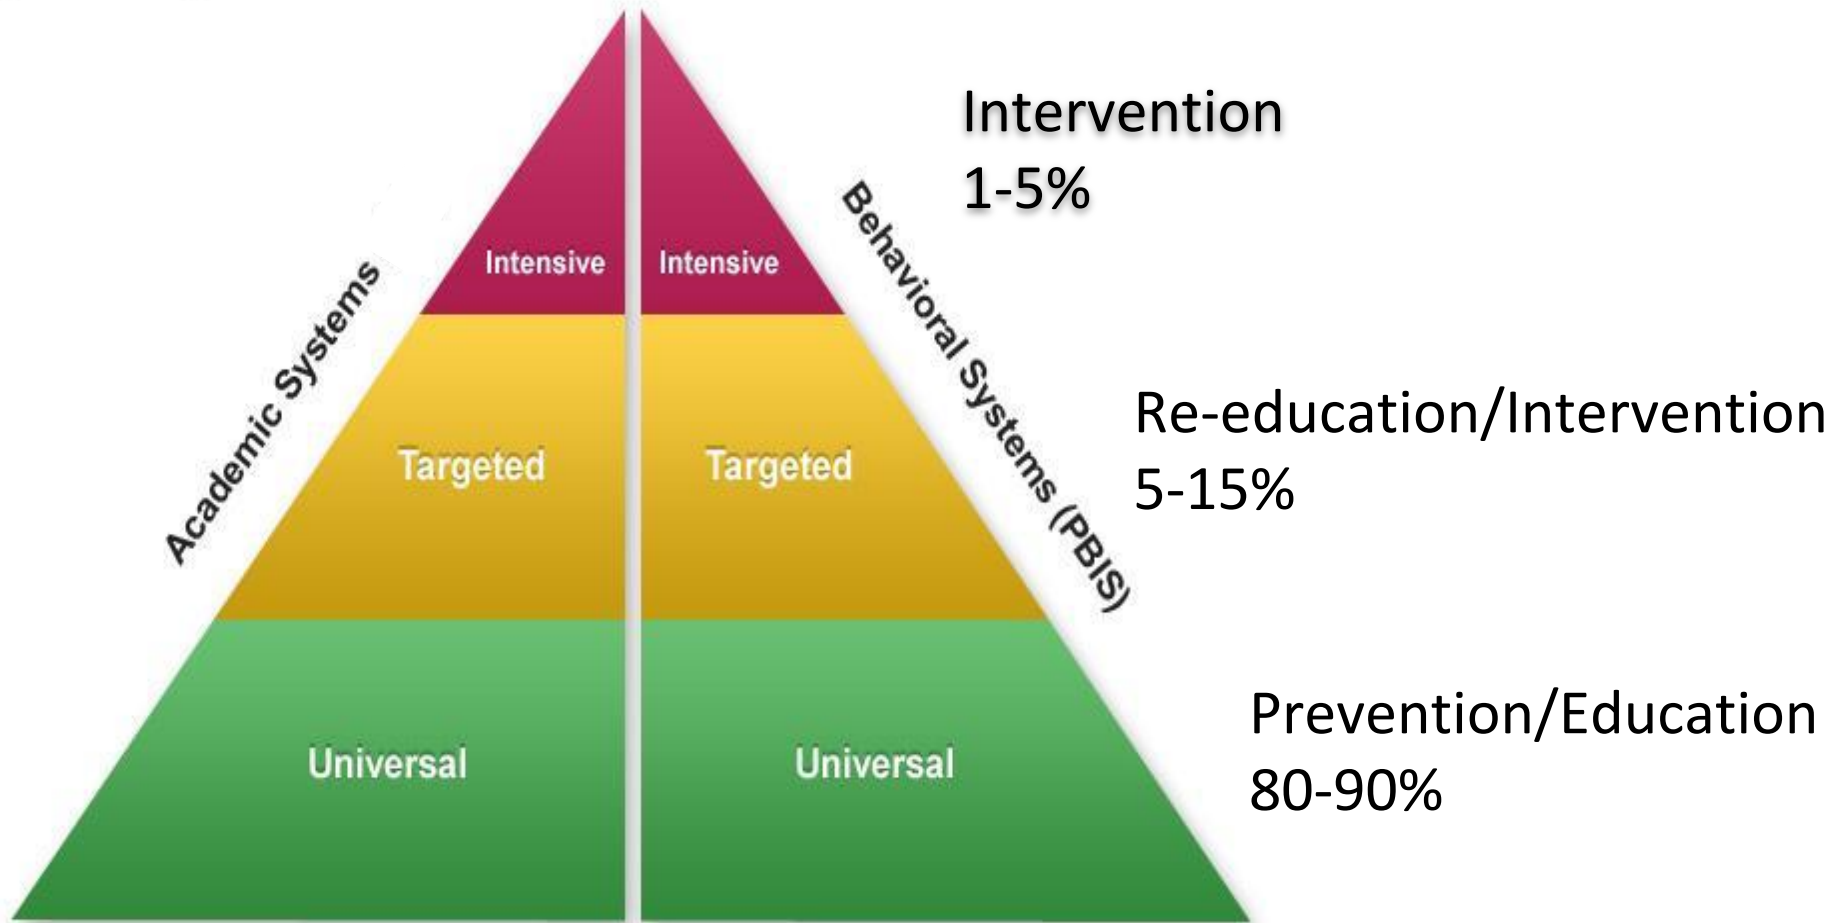 Intervention
1-5%
Academic Systems
Behavioral Systems (PBIS)
Intensive
Intensive
Re-education/Intervention
5-15%
Targeted
Targeted
Prevention/Education
80-90%
Universal
Universal